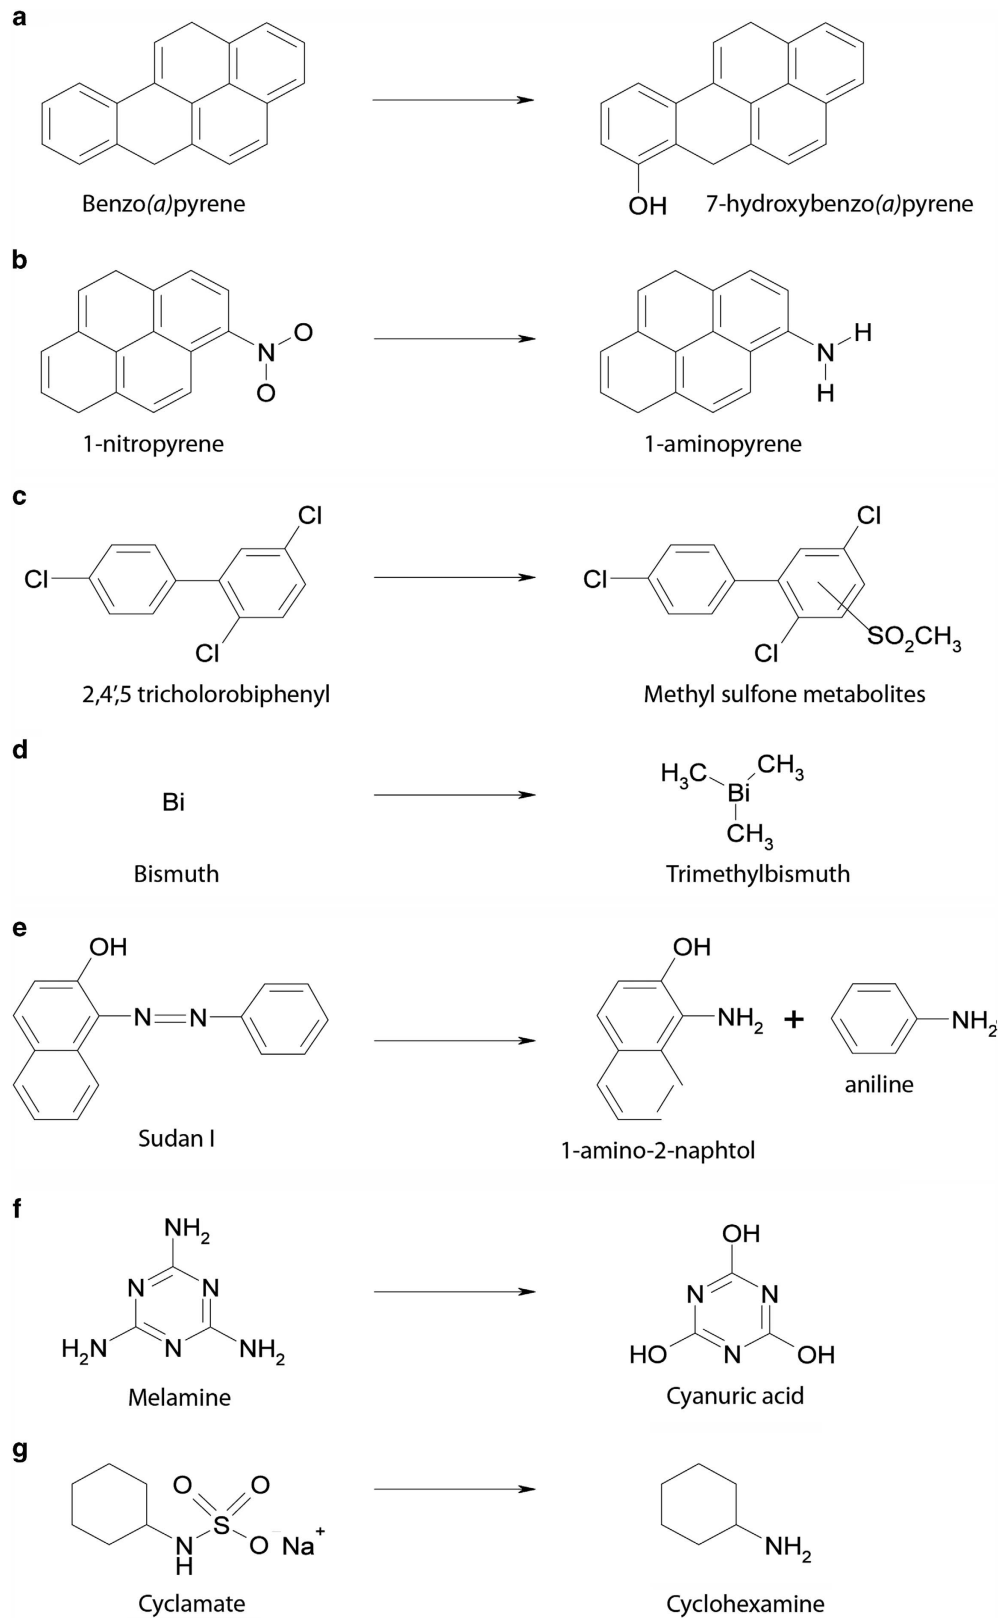 a
Benzo(a)pyrene
OH
7-hydroxybenzo(a)pyrene
b
N
O
O
N
H
H
1-nitropyrene
1-aminopyrene
c
Cl
Cl
Cl
Cl
Cl
Cl
SO2CH3
2,4',5 tricholorobiphenyl
Methyl sulfone metabolites
d
Bi
H3C
CH3
Bi
CH3
Bismuth
Trimethylbismuth
e
OH
N
N
OH
NH2
+
NH2
aniline
Sudan I
1-amino-2-naphtol
f
NH2
N
N
H2N
N
NH2
OH
N
N
HO
N
OH
Melamine
Cyanuric acid
g
O
O
S
N
H
O- Na+
NH2
Cyclamate
Cyclohexamine